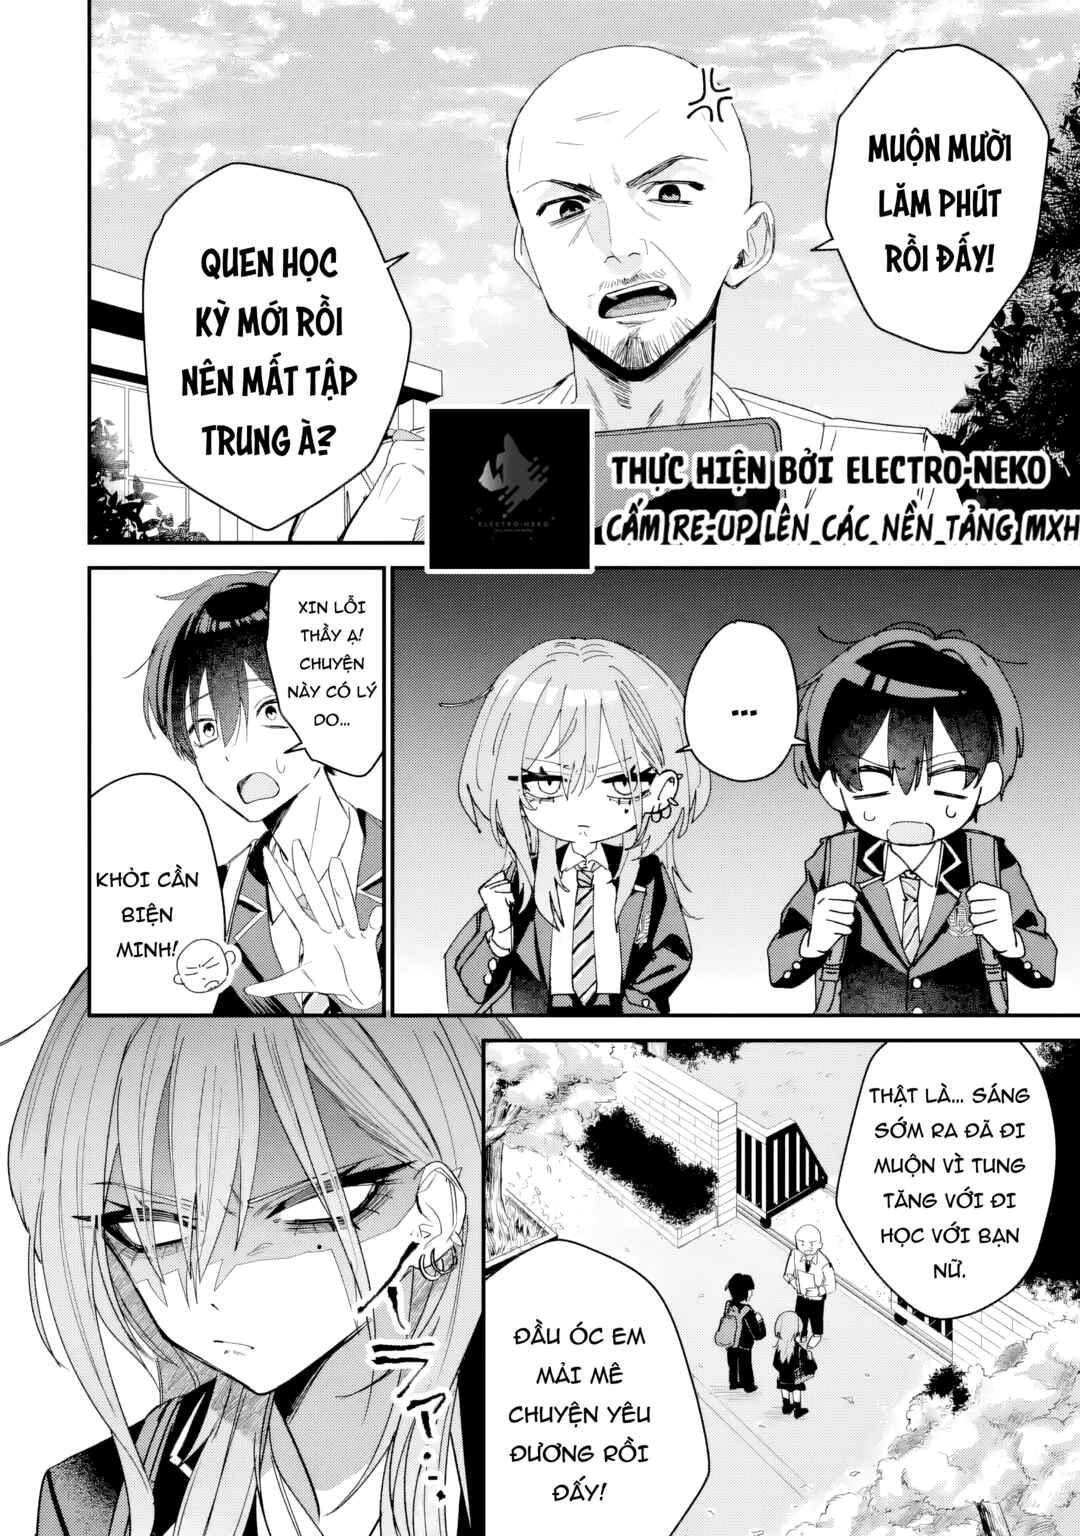 MUỘN MƯỜI
LĂM PHÚT
RỒI ĐẤY!
QUEN HỌC
KỲ MỚI RỒI
NÊN MẤT TẬP
TRUNG À?
ELECTRO-NEKO
THỰC HIỆN BỞI ELECTRO-NEKO
CẤM RE-UP LÊN CÁC NỀN TẢNG MXH
...
XIN LỖI
THẦY Ạ!
CHUYỆN
NÀY CÓ LÝ
DO...
KHỎI CẦN
BIỆN
MINH!
THẬT LÀ... SÁNG
SỚM RA ĐÃ ĐI
MUỘN VÌ TUNG
TĂNG VỚI ĐI
HỌC VỚI BẠN
NỮ.
ĐẦU ÓC EM
MẢI MÊ
CHUYỆN YÊU
ĐƯƠNG RỒI
ĐẤY!